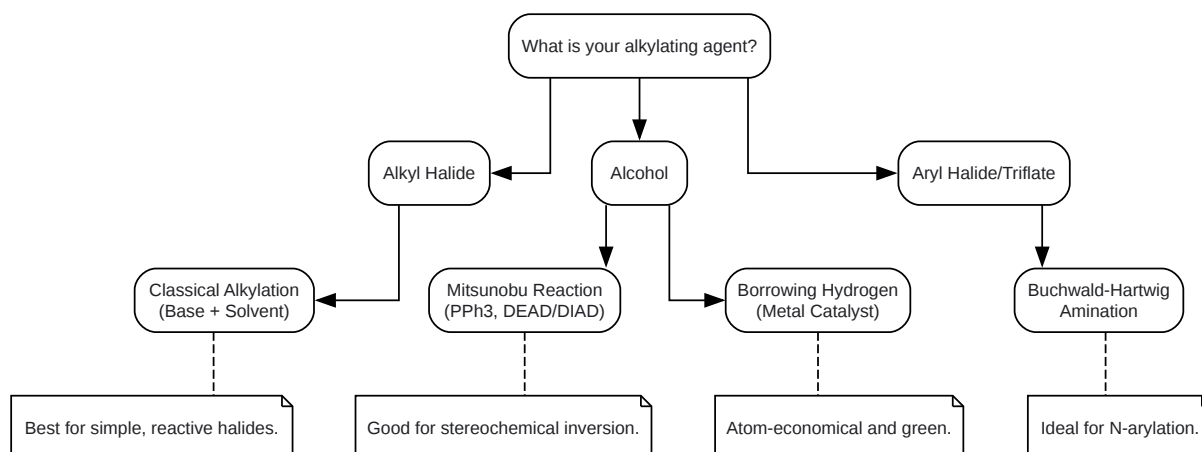 What is your alkylating agent?
Alkyl Halide
Alcohol
Aryl Halide/Triflate
Classical Alkylation
(Base + Solvent)
Mitsunobu Reaction
(PPh3, DEAD/DIAD)
Borrowing Hydrogen
(Metal Catalyst)
Buchwald-Hartwig
Amination
Best for simple, reactive halides.
Good for stereochemical inversion.
Atom-economical and green.
Ideal for N-arylation.